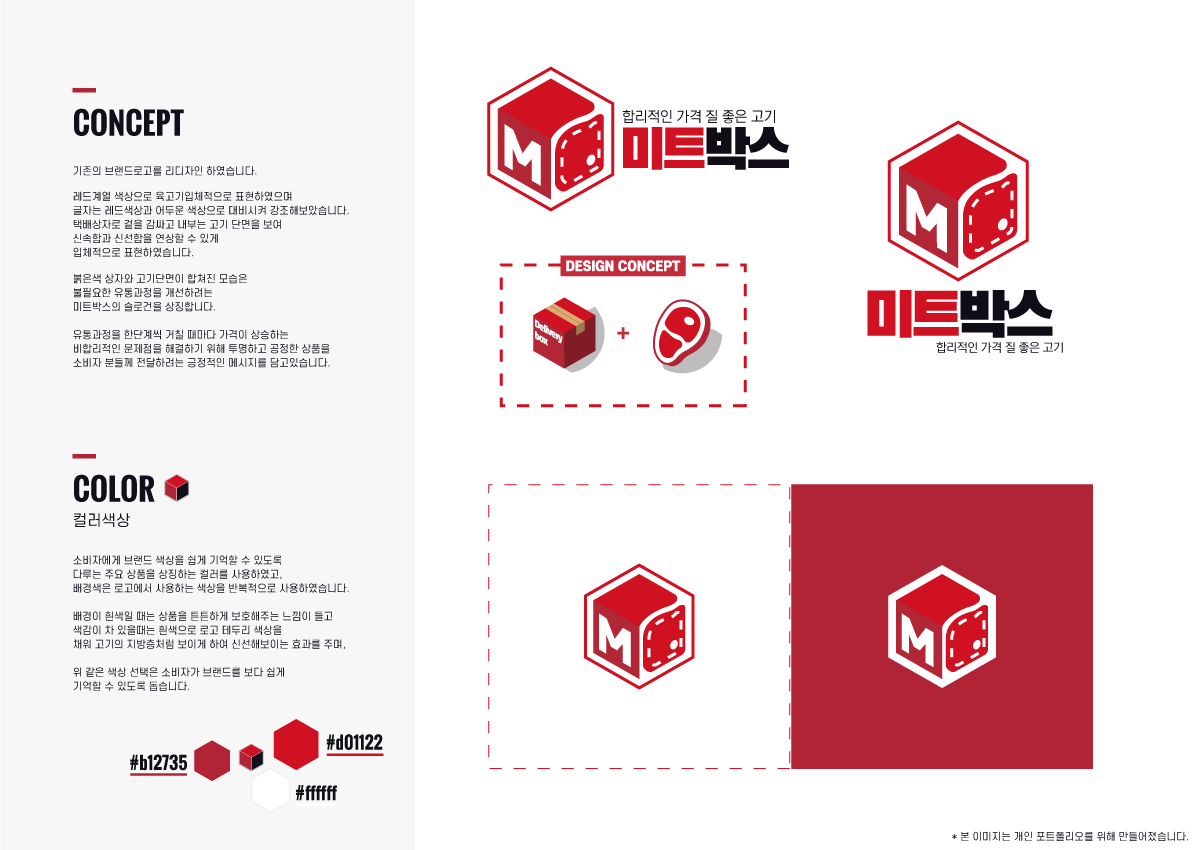 CONCEPT
기존의 브랜드로고를 리디자인 하였습니다.
레드계열 색상으로 육고기입체적으로 표현하였으며
글자는 레드색상과 어두운 색상으로 대비시켜 강조해보았습니다.
택배상자로 겉을 감싸고 내부는 고기 단면을 보여
신속함과 신선함을 연상할 수 있게
입체적으로 표현하였습니다.
붉은색 상자와 고기단면이 합쳐진 모습은
불필요한 유통과정을 개선하려는
미트박스의 슬로건을 상징합니다.
유통과정을 한단계씩 거칠 때마다 가격이 상승하는
비합리적인 문제점을 해결하기 위해 투명하고 공정한 상품을
소비자 분들께 전달하려는 긍정적인 메시지를 담고있습니다.
COLOR
컬러색상
소비자에게 브랜드 색상을 쉽게 기억할 수 있도록
다루는 주요 상품을 상징하는 컬러를 사용하였고,
배경색은 로고에서 사용하는 색상을 반복적으로 사용하였습니다.
배경이 흰색일 때는 상품을 튼튼하게 보호해주는 느낌이 들고
색감이 차 있을때는 흰색으로 로고 테두리 색상을
채워 고기의 지방층처럼 보이게 하여 신선해보이는 효과를 주며,
위 같은 색상 선택은 소비자가 브랜드를 보다 쉽게
기억할 수 있도록 돕습니다.
#b12735
#d01122
#ffffff
M
합리적인 가격 질 좋은 고기
미트박스
DESIGN CONCEPT
Delivery
box
+
M
미트박스
합리적인 가격 질 좋은 고기
M
M
* 본 이미지는 개인 포트폴리오를 위해 만들어졌습니다.